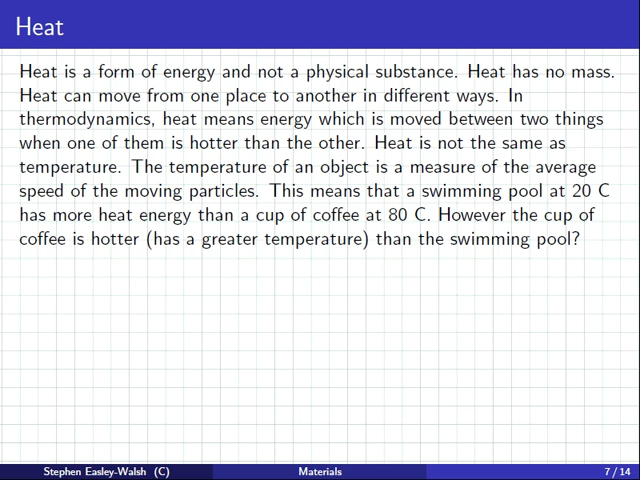 Heat
Heat is a form of energy and not a physical substance. Heat has no mass.
Heat can move from one place to another in different ways. In
thermodynamics, heat means energy which is moved between two things
when one of them is hotter than the other. Heat is not the same as
temperature. The temperature of an object is a measure of the average
speed of the moving particles. This means that a swimming pool at 20 C
has more heat energy than a cup of coffee at 80 C. However the cup of
coffee is hotter (has a greater temperature) than the swimming pool?
Stephen Easley-Walsh (C) Materials 7 / 14